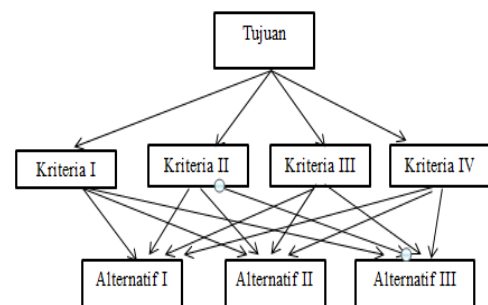 Tujuan
Kriteria I
Kriteria II
Kriteria III
Kriteria IV
Alternatif I
Alternatif II
Alternatif III